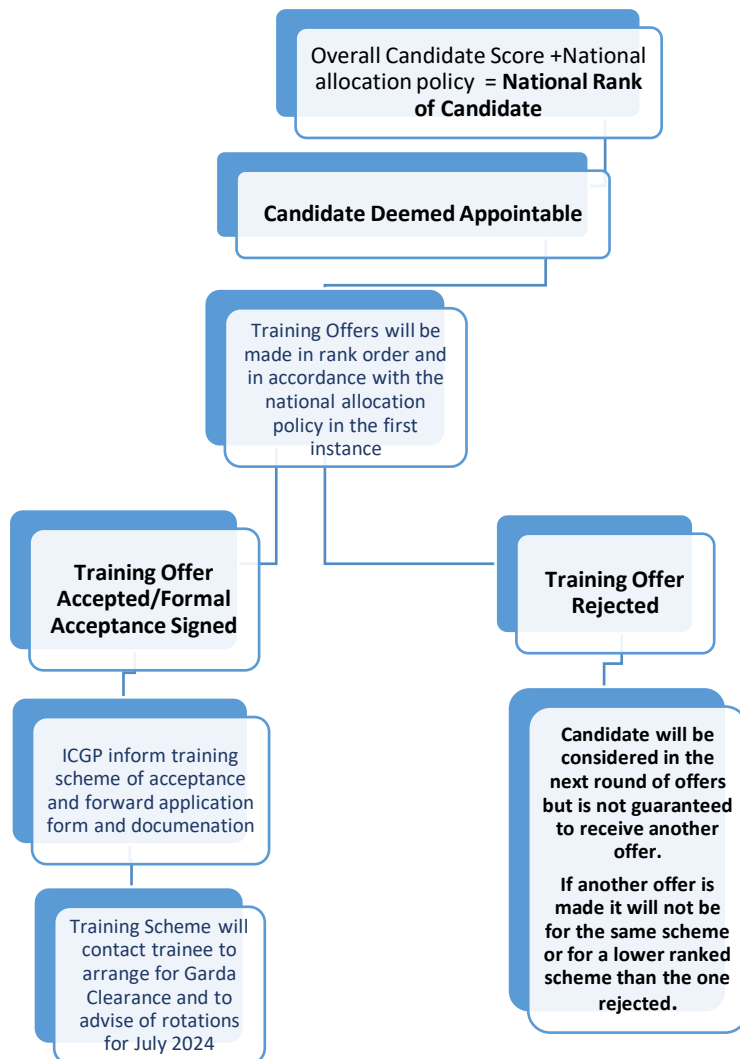 Overall Candidate Score +National
allocation policy = National Rank
of Candidate
Candidate Deemed Appointable
Training Offers will be
made in rank order and
in accordance with the
national allocation
policy in the first
instance
Training Offer
Accepted/Formal
Acceptance Signed
ICGP inform training
scheme of acceptance
and forward application
form and documenation
Training Scheme will
contact trainee to
arrange for Garda
Clearance and to
advise of rotations
for July 2024
Training Offer
Rejected
Candidate will be
considered in the
next round of offers
but is not guaranteed
to receive another
offer.
If another offer is
made it will not be
for the same scheme
or for a lower ranked
scheme than the one
rejected.